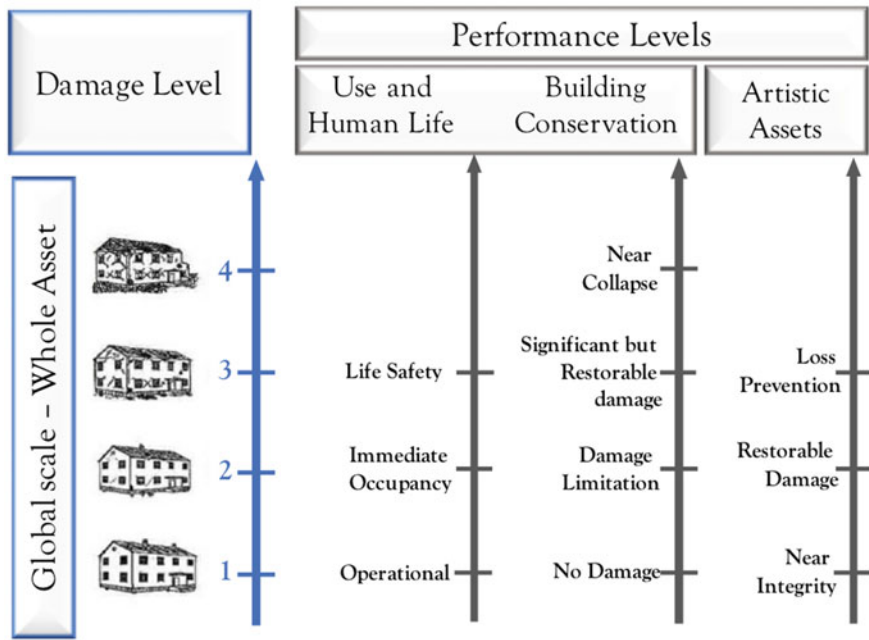 Damage Level
Performance Levels
Use and
Human Life
Building
Conservation
Artistic
Assets
Global scale – Whole Asset
4
Near
Collapse
3
Life Safety
Significant but
Restorable
damage
Loss
Prevention
2
Immediate
Occupancy
Damage
Limitation
Restorable
Damage
1
Operational
No Damage
Near
Integrity